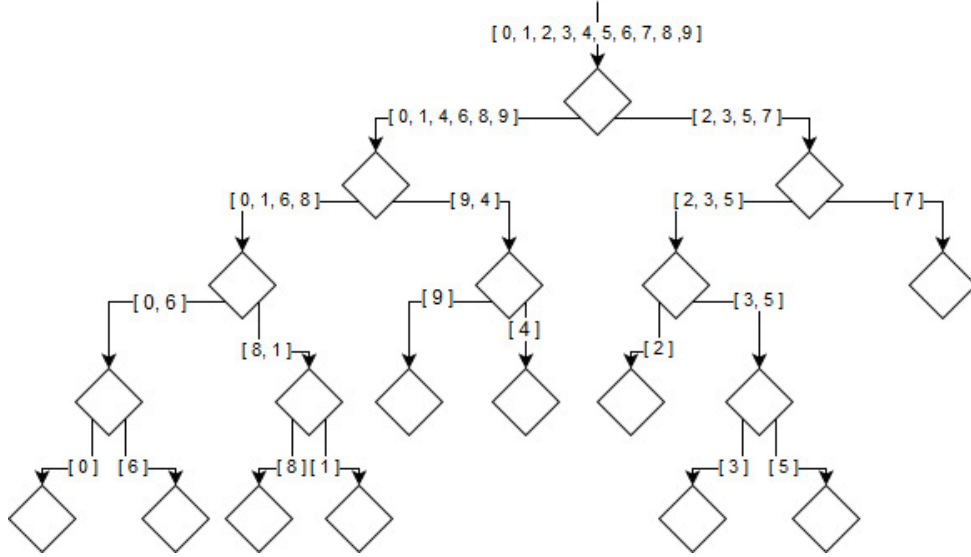 [ 0, 1, 2, 3, 4, 5, 6, 7, 8 ,9 ]
[ 0, 1, 4, 6, 8, 9 ]
[ 2, 3, 5, 7 ]
[ 0, 1, 6, 8 ]
[ 9, 4 ]
[ 2, 3, 5 ]
[ 7 ]
[ 0, 6 ]
[ 9 ]
[ 3, 5 ]
[ 4 ]
[ 8, 1 ]
[ 2 ]
[ 0 ]
[ 6 ]
[ 8 ]
[ 1 ]
[ 3 ]
[ 5 ]